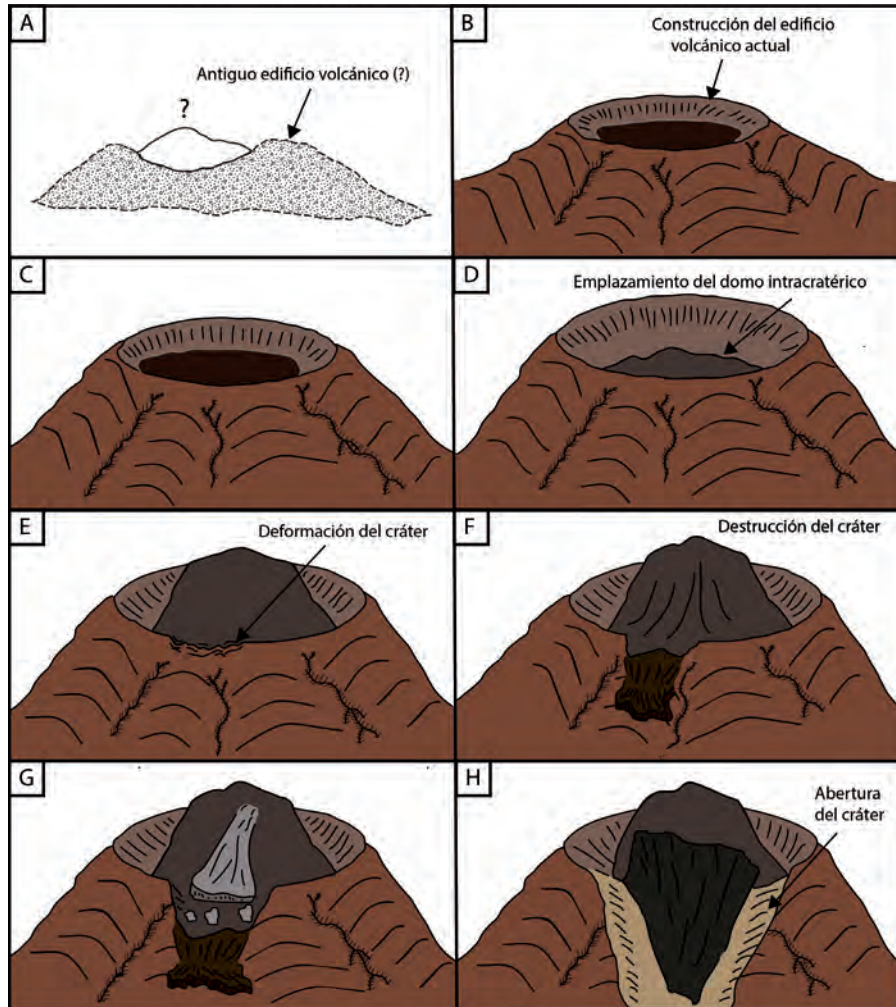 A
Antiguo edificio volcánico (?)
?
B
Construcción del edificio
volcánico actual
C
D
Emplazamiento del domo intracratérico
E
Deformación del cráter
F
Destrucción del cráter
G
H
Abertura
del cráter